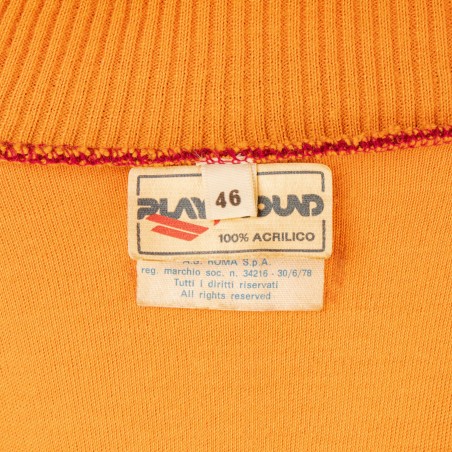 46
PLAY OUND
100% ACRILICO
A.S. ROMA S.p.A.
reg. marchio soc. n. 34216 - 30/6/78
Tutti i diritti riservati
All rights reserved